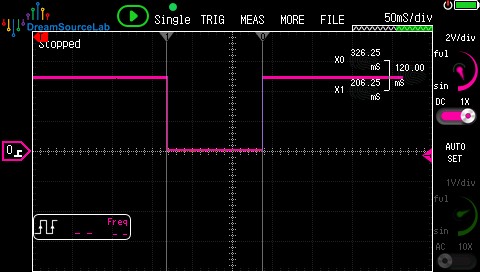 DreamSourceLab
Single
TRIG
MEAS
MORE
FILE
50mS/div
Stopped
X0
326.25
mS
120.00
mS
X1
206.25
mS
2V/div
ful
sin
DC
1X
AUTO
SET
1V/div
ful
sin
AC
10X
0
0
Freq
-- --